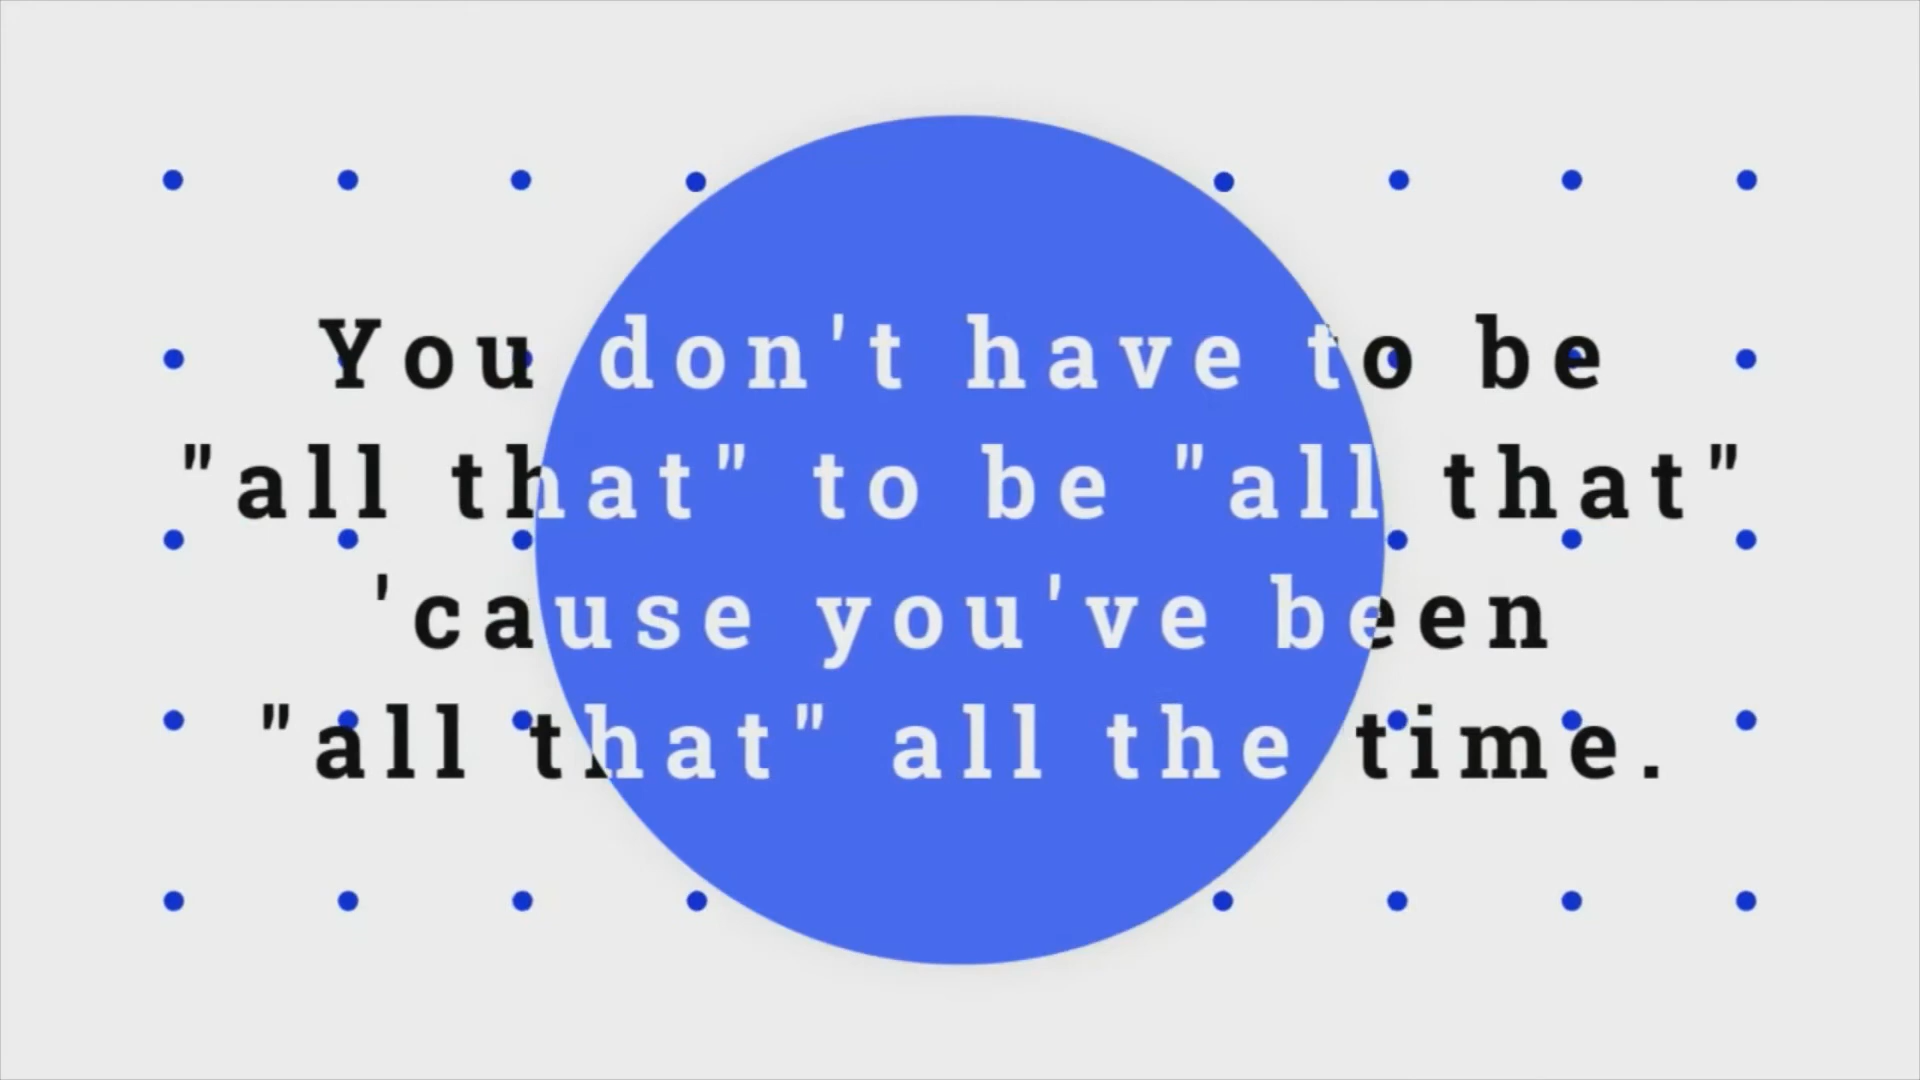 You don't have to be
"all that" to be "all that"
'cause you've been
"all that" all the time.